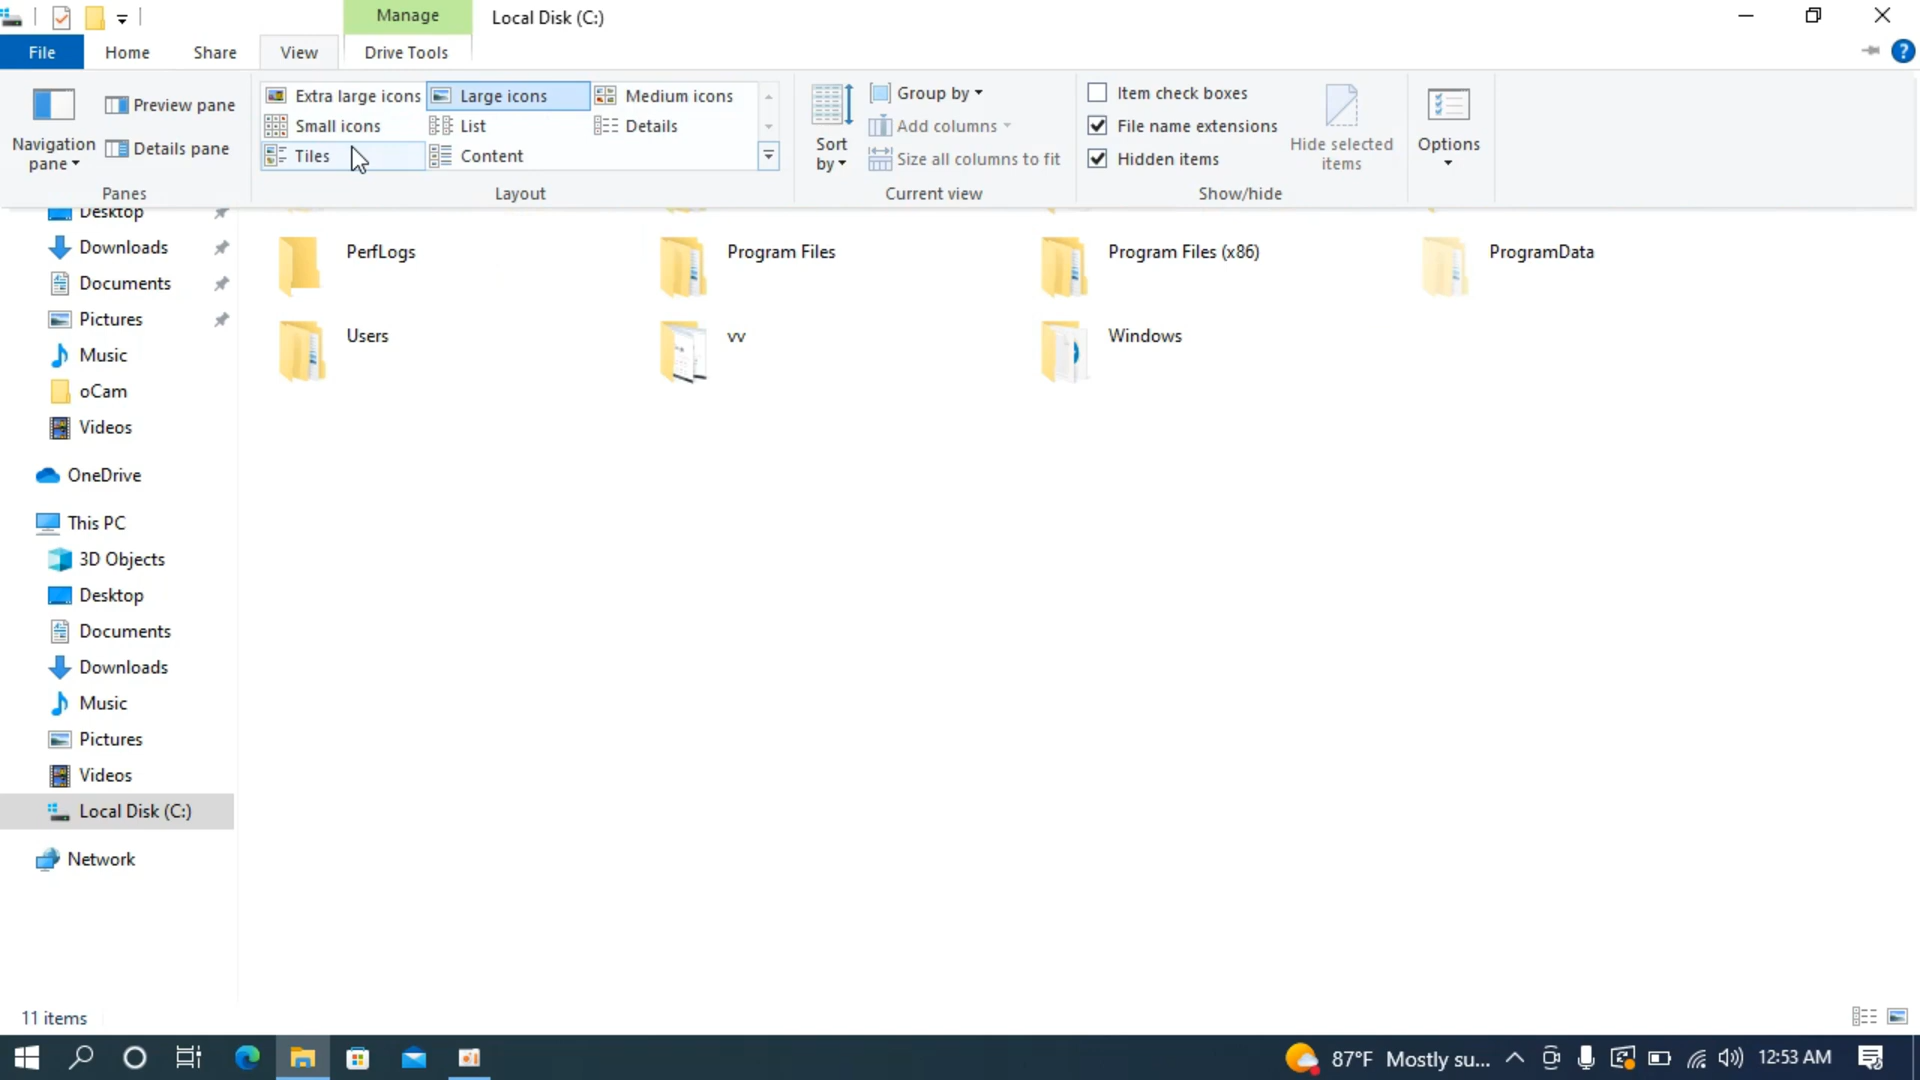 Manage
Local Disk (C:)
File
Home
Share
View
Drive Tools
?
Navigation
pane
Preview pane
Details pane
Panes
Extra large icons
Large icons
Medium icons
Small icons
List
Details
Tiles
Content
Layout
Sort
by
Group by
Add columns
Size all columns to fit
Current view
Item check boxes
File name extensions
Hidden items
Hide selected
items
Show/hide
Options
Desktop
Downloads
Documents
Pictures
Music
oCam
Videos
OneDrive
This PC
3D Objects
Desktop
Documents
Downloads
Music
Pictures
Videos
Local Disk (C:)
Network
PerfLogs
Program Files
Program Files (x86)
ProgramData
Users
vv
Windows
11 items
87°F Mostly su...
12:53 AM